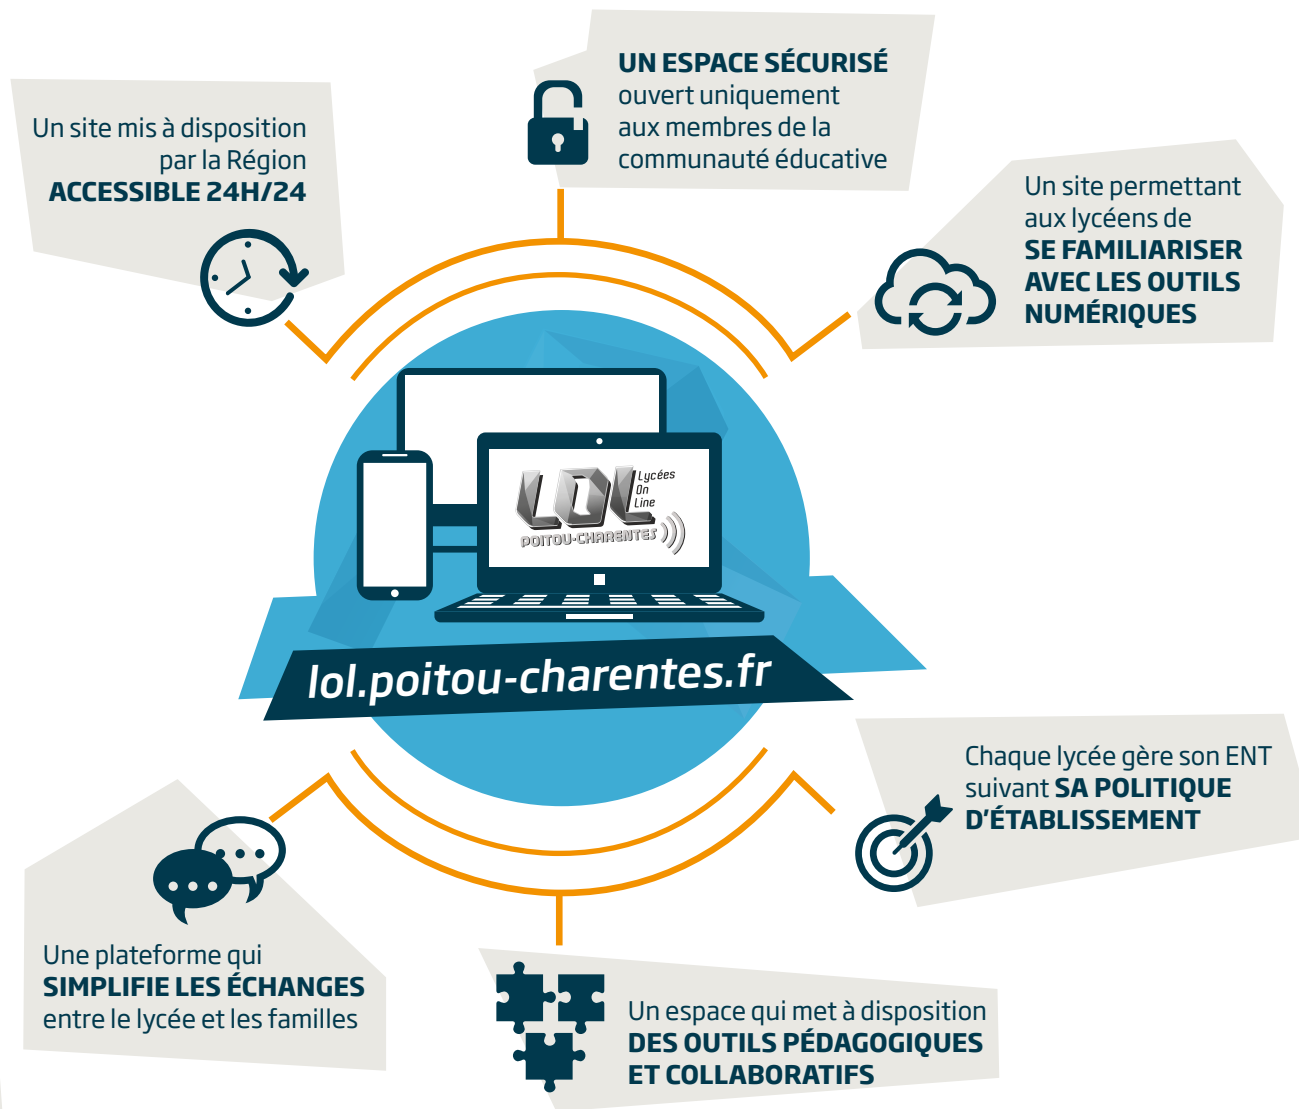 UN ESPACE SÉCURISÉ
ouvert uniquement
aux membres de la
communauté éducative
Un site mis à disposition
par la Région
ACCESSIBLE 24H/24
Un site permettant
aux lycéens de
SE FAMILIARISER
AVEC LES OUTILS
NUMÉRIQUES
LOL
Lycées
On
Line
POITOU-CHARENTES
lol.poitou-charentes.fr
Chaque lycée gère son ENT
suivant SA POLITIQUE
D'ÉTABLISSEMENT
Une plateforme qui
SIMPLIFIE LES ÉCHANGES
entre le lycée et les familles
Un espace qui met à disposition
DES OUTILS PÉDAGOGIQUES
ET COLLABORATIFS